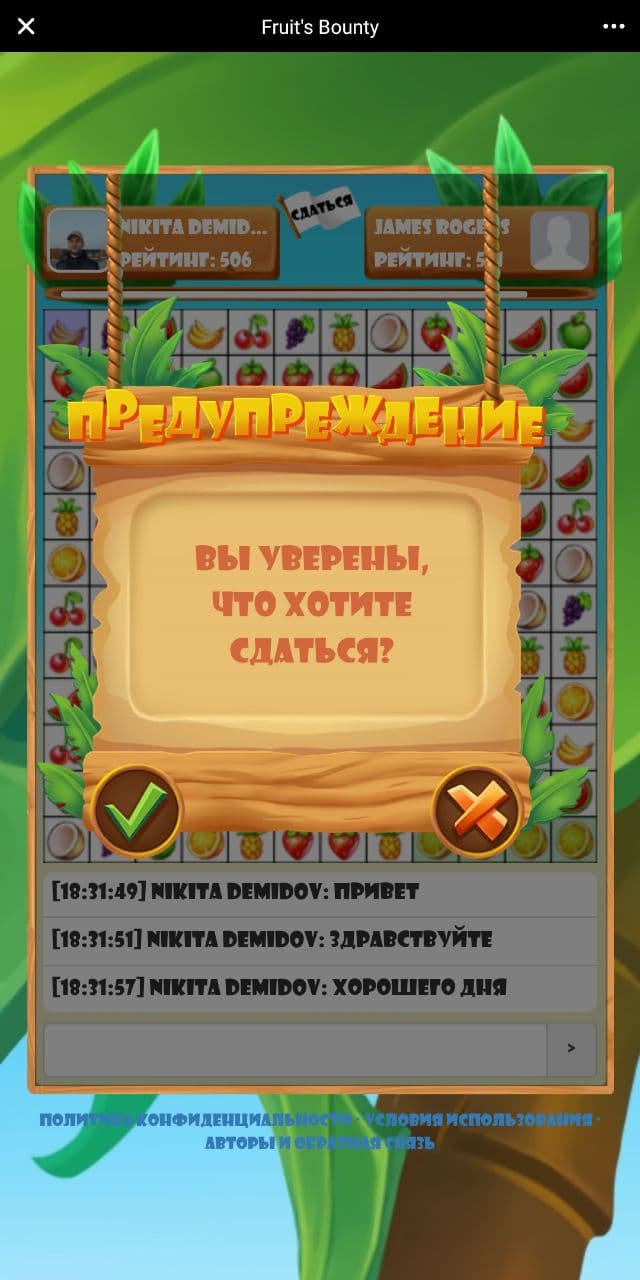 Fruit's Bounty
NIKITA DEMID...
РЕЙТИНГ: 506
СДАТЬСЯ
JAMES
РЕЙТИНГ:
ПРЕДУПРЕЖДЕНИЕ
ВЫ УВЕРЕНЫ,
ЧТО ХОТИТЕ
СДАТЬСЯ?
[18:31:49] NIKITA DEMIDOV: ПРИВЕТ
[18:31:51] NIKITA DEMIDOV: ЗДРАВСТВУЙТЕ
[18:31:57] NIKITA DEMIDOV: ХОРОШЕГО ДНЯ
>
ПОЛИТИКА КОНФИДЕНЦИАЛЬНОСТИ · УСЛОВИЯ ИСПОЛЬЗОВАНИЯ ·
АВТОРЫ И ОБРАТНАЯ СВЯЗЬ